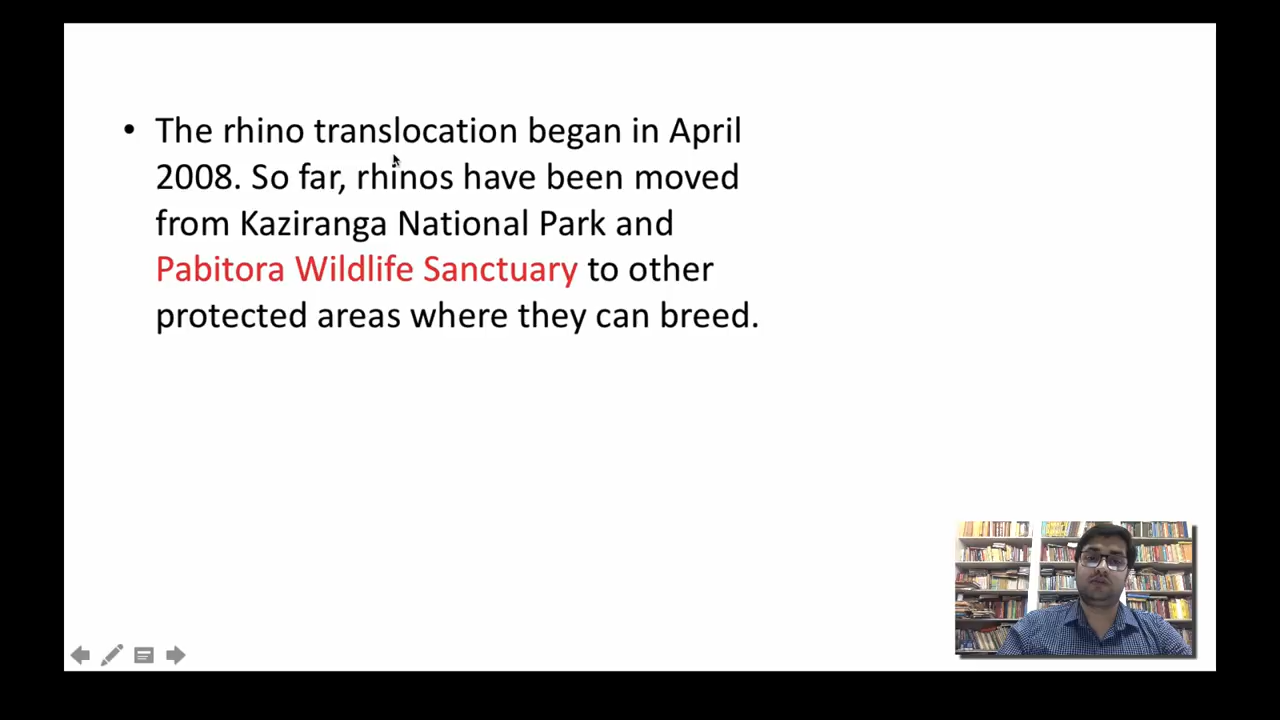 • The rhino translocation began in April
2008. So far, rhinos have been moved
from Kaziranga National Park and
Pabitora Wildlife Sanctuary to other
protected areas where they can breed.